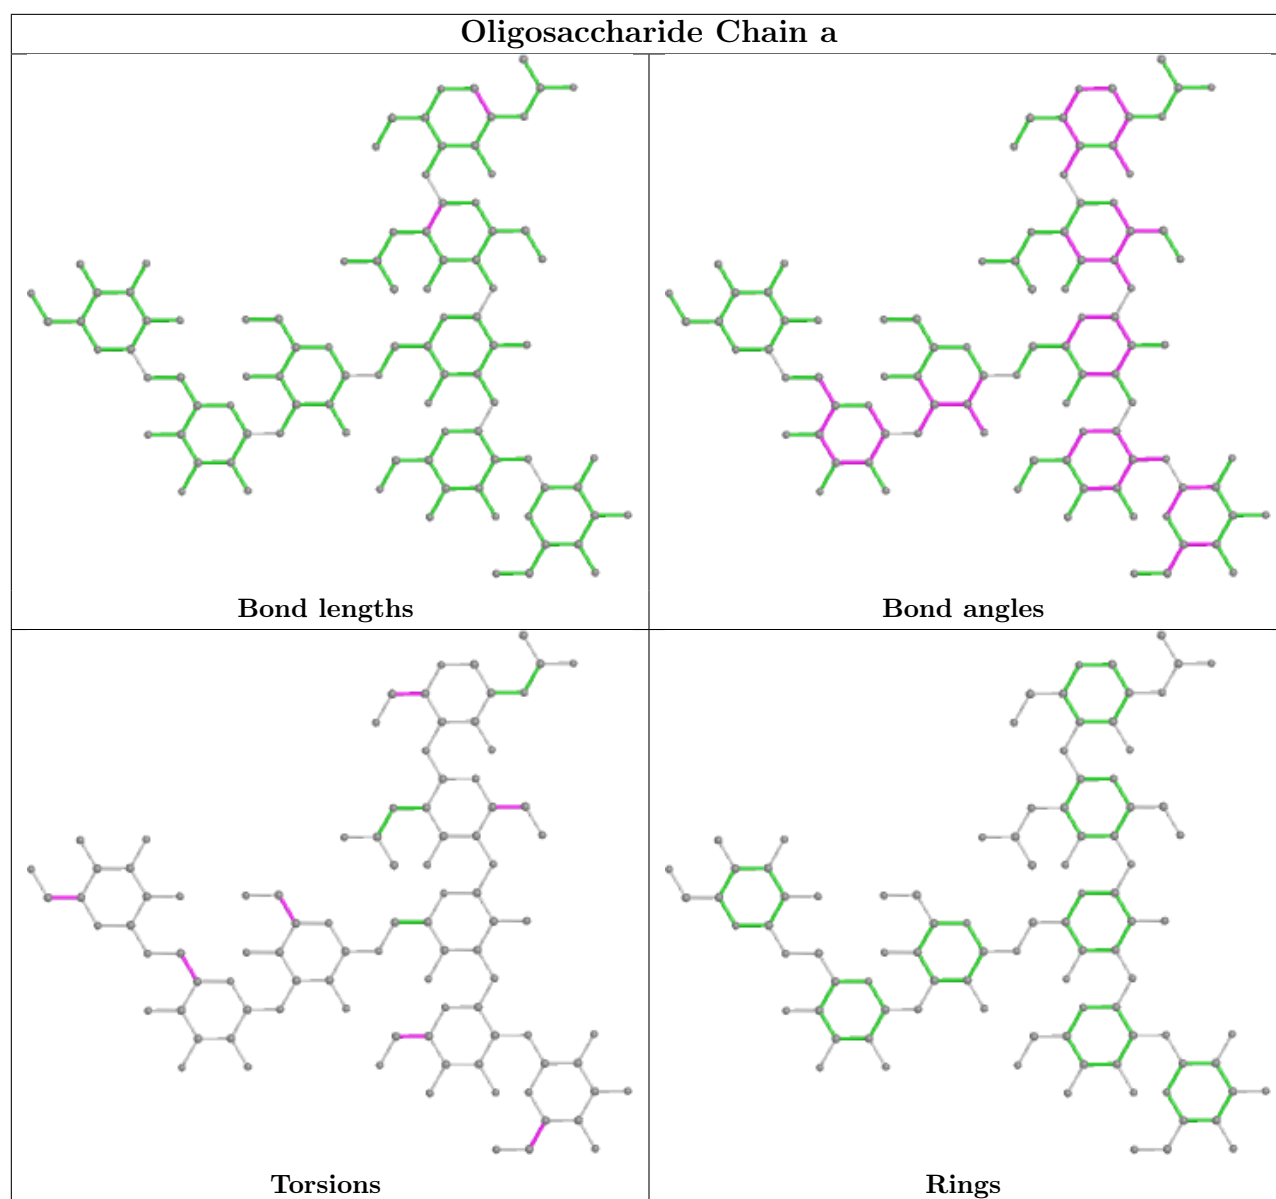 Oligosaccharide Chain a
Bond lengths
Bond angles
Torsions
Rings